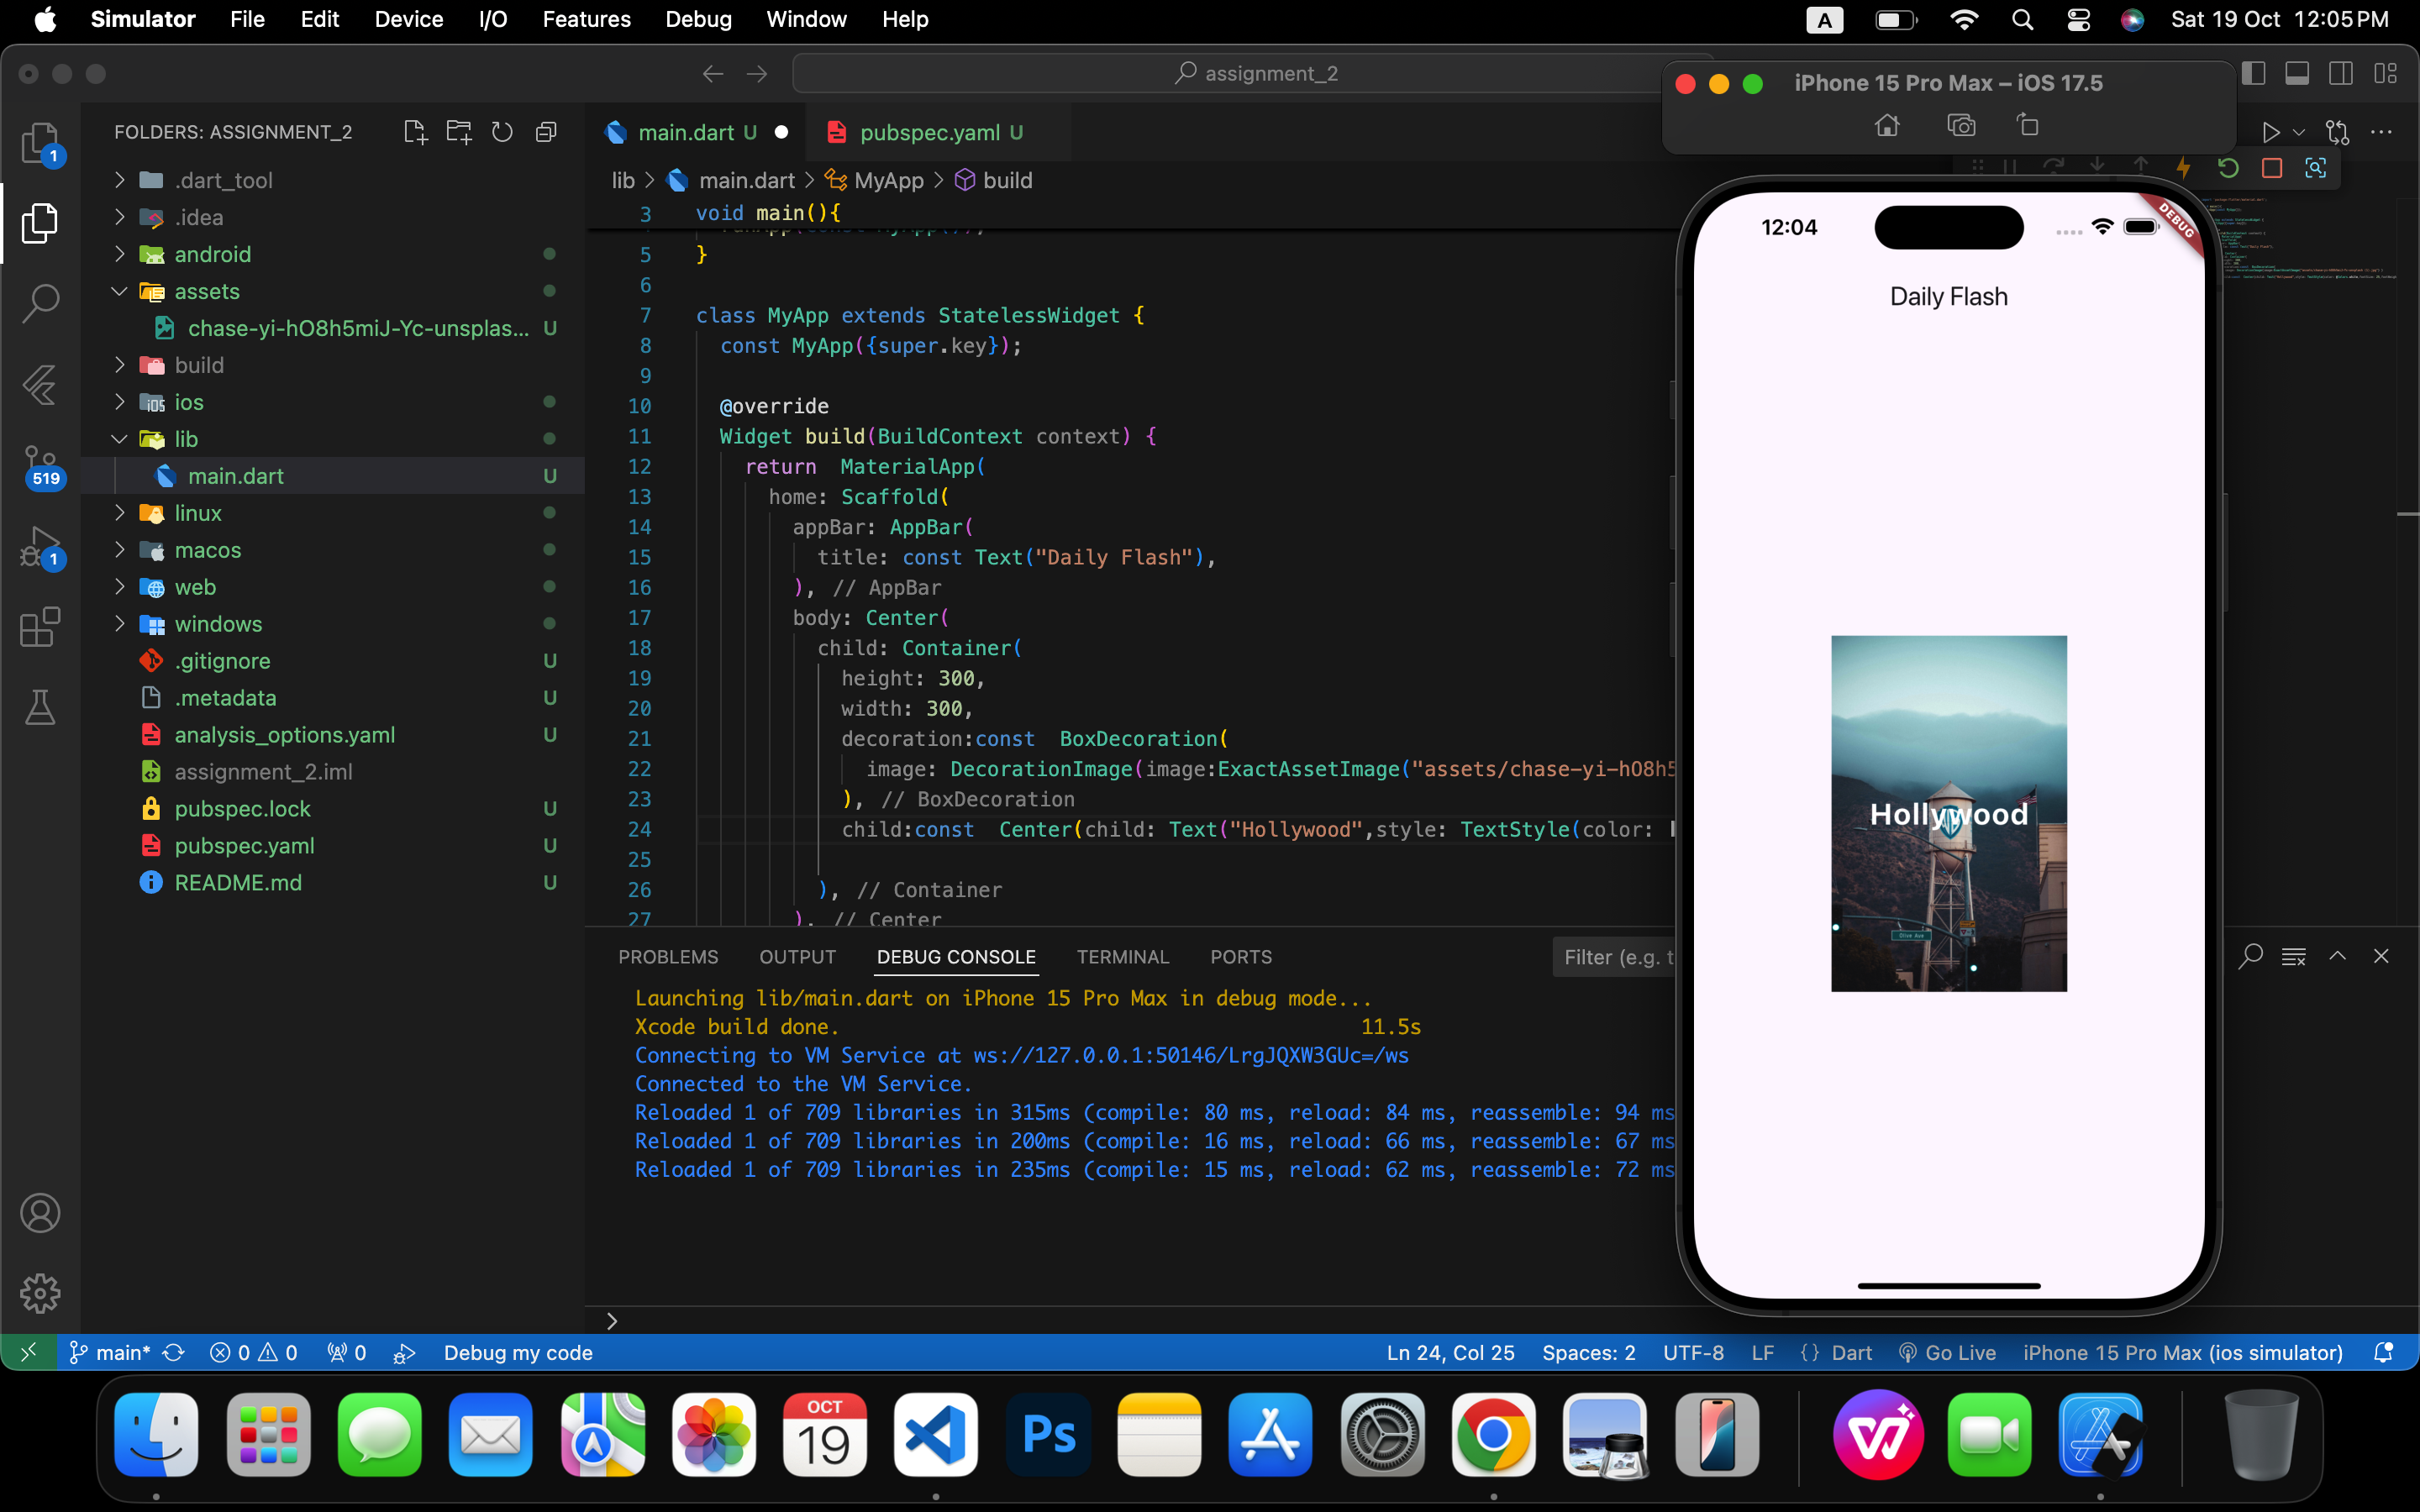 Simulator File Edit Device I/O Features Debug Window Help
A Sat 19 Oct 12:05 PM
assignment_2
iPhone 15 Pro Max – iOS 17.5
1
519
1
FOLDERS: ASSIGNMENT_2
.dart_tool
.idea
android
assets
chase-yi-hO8h5miJ-Yc-unsplas... U
build
ios
lib
main.dart U
linux
macos
web
windows
.gitignore U
.metadata U
analysis_options.yaml U
assignment_2.iml
pubspec.lock U
pubspec.yaml U
README.md U
main.dart U
pubspec.yaml U
lib > main.dart > MyApp > build
3 void main(){
5 }
6
7 class MyApp extends StatelessWidget {
8 const MyApp({super.key});
9
10 @override
11 Widget build(BuildContext context) {
12 return  MaterialApp(
13 home: Scaffold(
14 appBar: AppBar(
15 title: const Text("Daily Flash"),
16 ), // AppBar
17 body: Center(
18 child: Container(
19 height: 300,
20 width: 300,
21 decoration:const  BoxDecoration(
22 image: DecorationImage(image:ExactAssetImage("assets/chase-yi-hO8h5
23 ), // BoxDecoration
24 child:const  Center(child: Text("Hollywood",style: TextStyle(color:
25
26 ), // Container
27 ), // Center
PROBLEMS OUTPUT DEBUG CONSOLE TERMINAL PORTS
Filter (e.g. t
Launching lib/main.dart on iPhone 15 Pro Max in debug mode...
Xcode build done. 11.5s
Connecting to VM Service at ws://127.0.0.1:50146/LrgJQXW3GUc=/ws
Connected to the VM Service.
Reloaded 1 of 709 libraries in 315ms (compile: 80 ms, reload: 84 ms, reassemble: 94 ms
Reloaded 1 of 709 libraries in 200ms (compile: 16 ms, reload: 66 ms, reassemble: 67 ms
Reloaded 1 of 709 libraries in 235ms (compile: 15 ms, reload: 62 ms, reassemble: 72 ms
12:04
DEBUG
Daily Flash
Hollywood
Olive Ave
main* 0 0 0 Debug my code
Ln 24, Col 25 Spaces: 2 UTF-8 LF {} Dart Go Live iPhone 15 Pro Max (ios simulator)
OCT
19
Ps